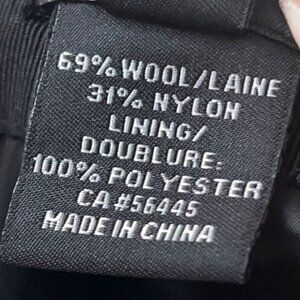 69% WOOL/LAINE
31% NYLON
LINING/
DOUBLURE:
100% POLYESTER
CA#56445
MADE IN CHINA